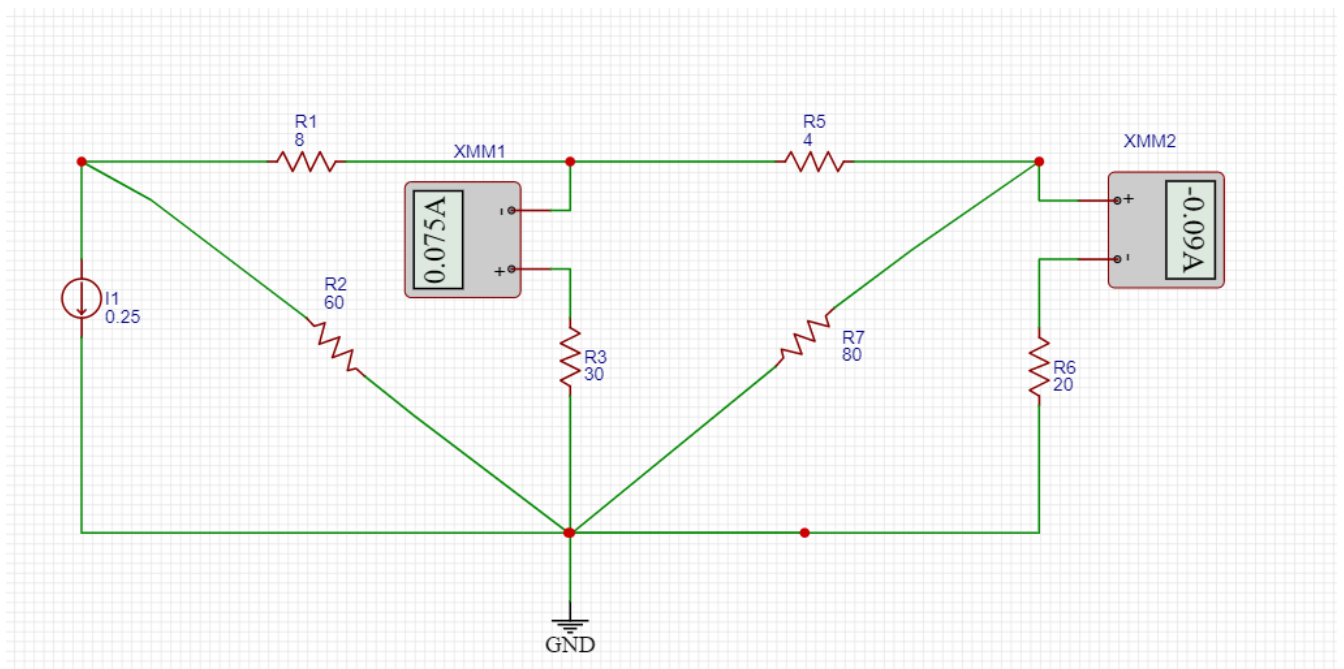 R1
8
XMM1
-
+
0.075A
R5
4
XMM2
+
-
-0.09A
I1
0.25
R2
60
R3
30
R7
80
R6
20
GND